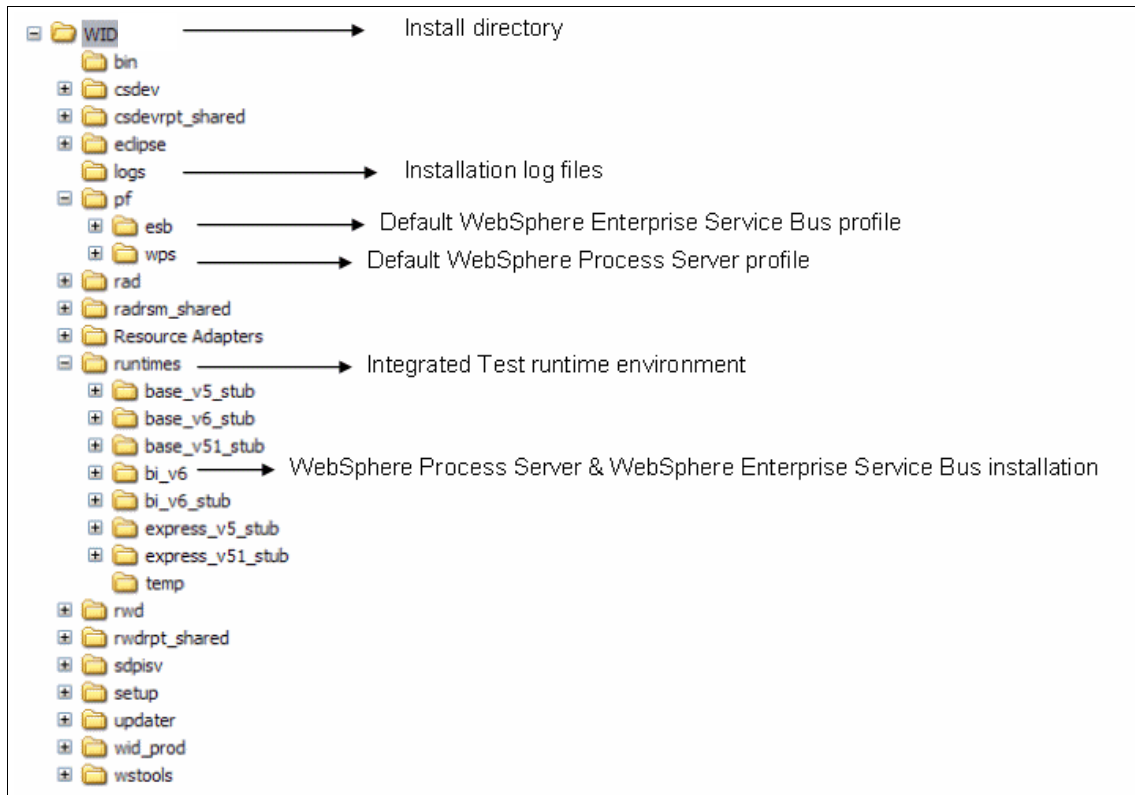 WID Install directory
bin
csdev
csdevrpt_shared
eclipse
logs Installation log files
pf
esb Default WebSphere Enterprise Service Bus profile
wps Default WebSphere Process Server profile
rad
radrsm_shared
Resource Adapters
runtimes Integrated Test runtime environment
base_v5_stub
base_v6_stub
base_v51_stub
bi_v6 WebSphere Process Server & WebSphere Enterprise Service Bus installation
bi_v6_stub
express_v5_stub
express_v51_stub
temp
rwd
rwdrpt_shared
sdpisv
setup
updater
wid_prod
wstools